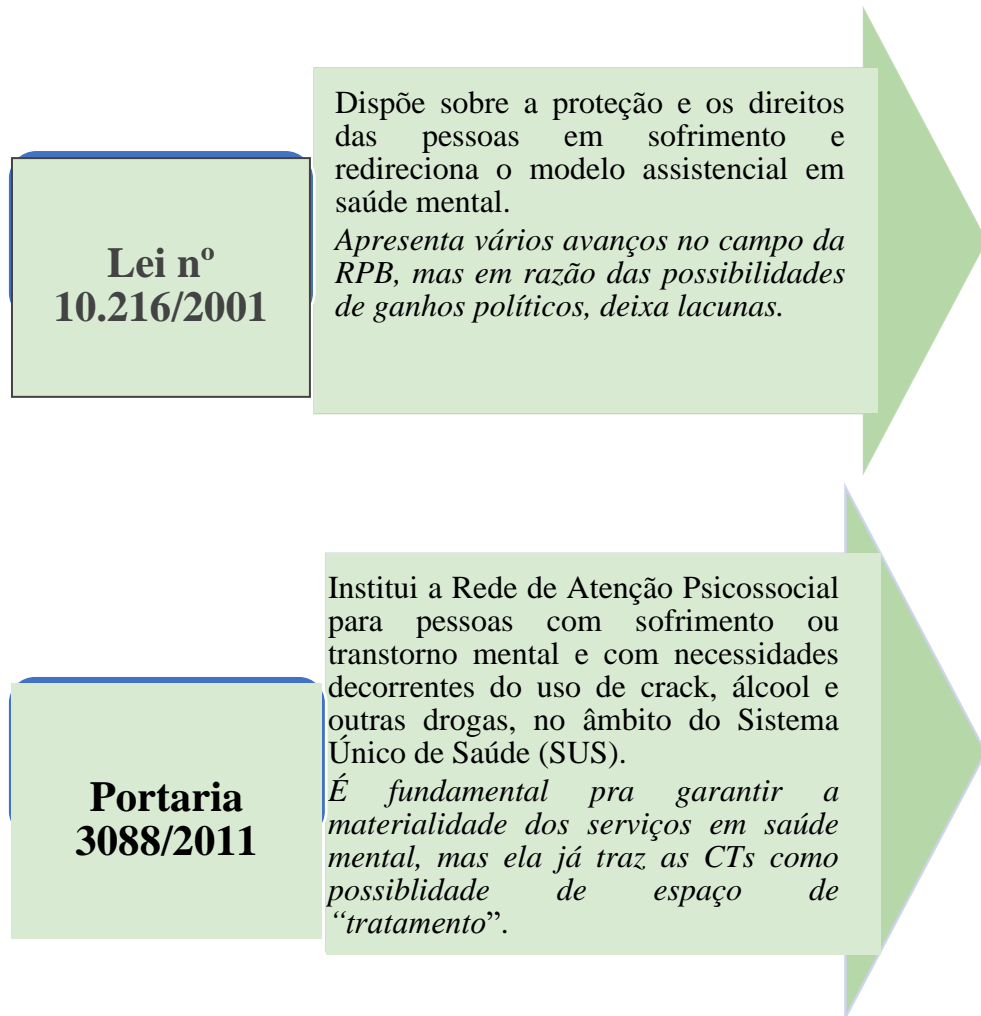 Lei nº
10.216/2001
Dispõe sobre a proteção e os direitos
das pessoas em sofrimento e
redireciona o modelo assistencial em
saúde mental.
Apresenta vários avanços no campo da
RPB, mas em razão das possibilidades
de ganhos políticos, deixa lacunas.
Portaria
3088/2011
Institui a Rede de Atenção Psicossocial
para pessoas com sofrimento ou
transtorno mental e com necessidades
decorrentes do uso de crack, álcool e
outras drogas, no âmbito do Sistema
Único de Saúde (SUS).
É fundamental pra garantir a
materialidade dos serviços em saúde
mental, mas ela já traz as CTs como
possiblidade de espaço de
“tratamento”.